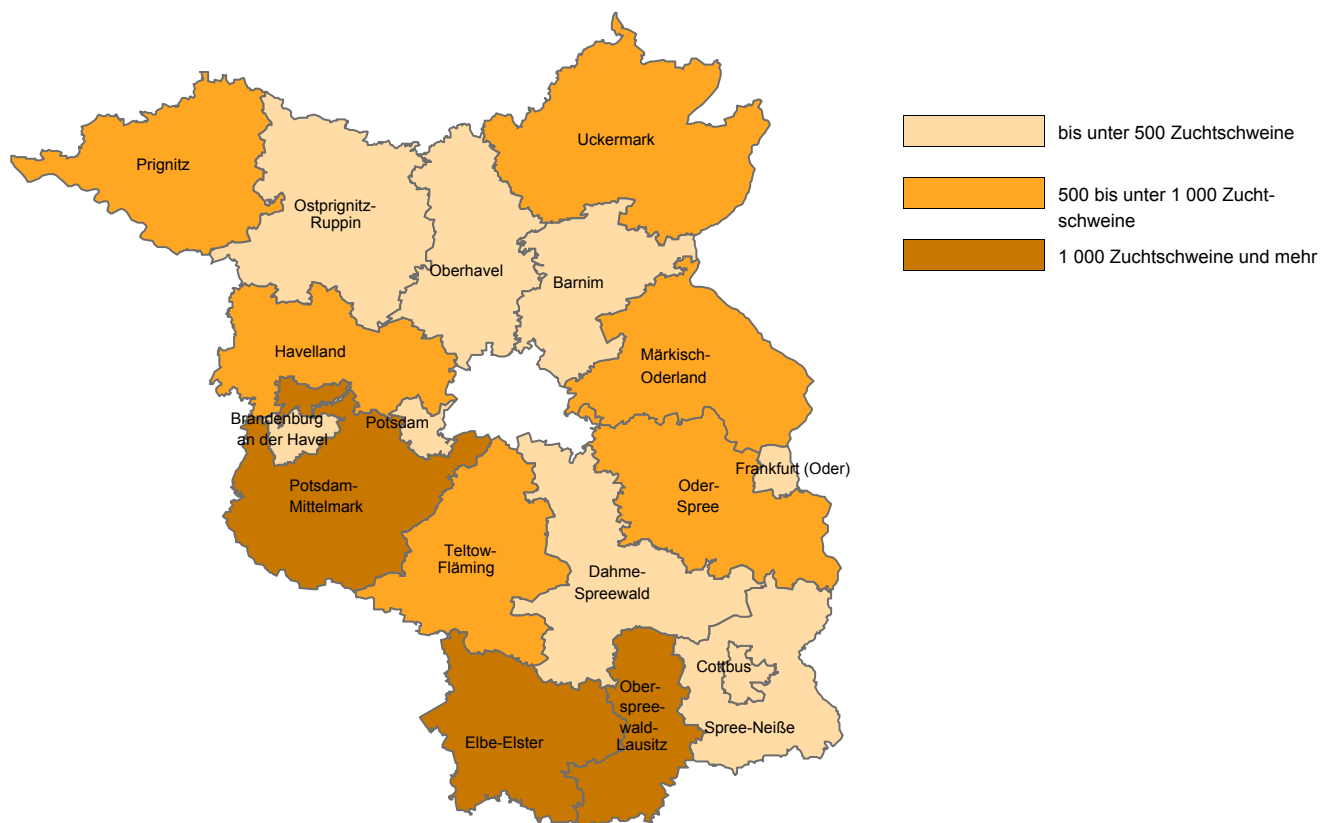 Uckermark
Prignitz
Ostprignitz-
Ruppin
Oberhavel
Barnim
Havelland
Märkisch-
Oderland
Brandenburg
an der Havel
Potsdam
Frankfurt (Oder)
Potsdam-
Mittelmark
Oder-
Spree
Teltow-
Fläming
Dahme-
Spreewald
Cottbus
Ober-
spree-
wald-
Lausitz
Spree-Neiße
Elbe-Elster
bis unter 500 Zuchtschweine
500 bis unter 1 000 Zucht-
schweine
1 000 Zuchtschweine und mehr